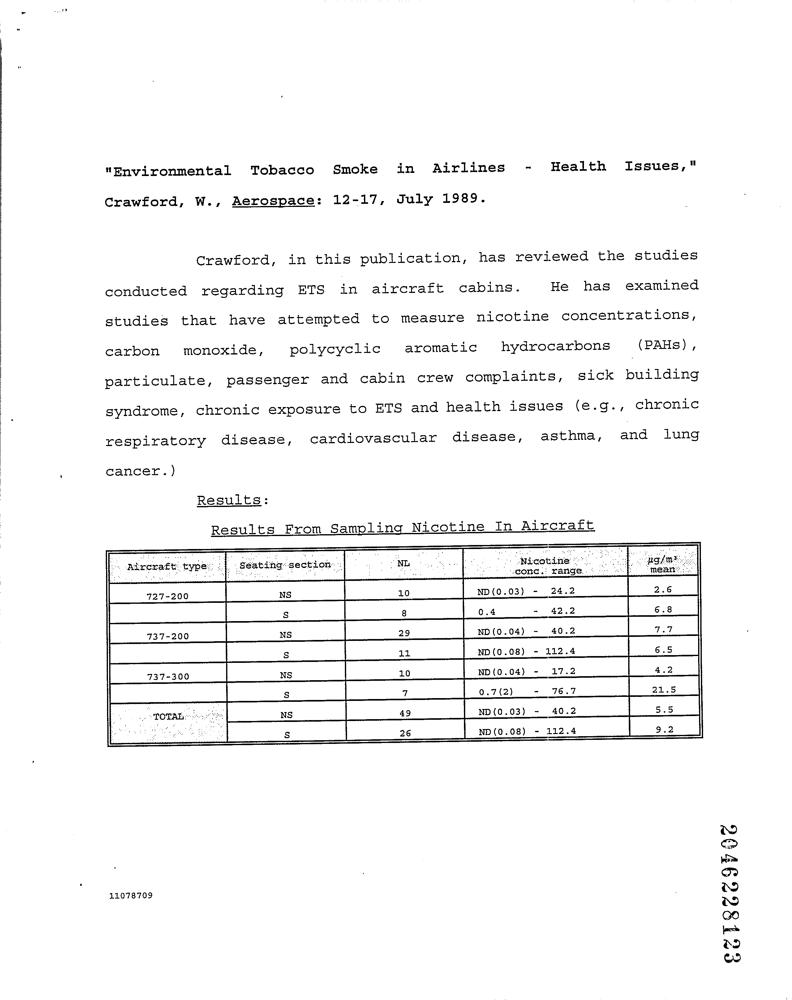 "Environmental Tobacco Smoke in Airlines - Health Issues,"
Crawford, W., Aerospace: 12-17, July 1989.
Crawford, in this publication, has reviewed the studies
conducted regarding ETS in aircraft cabins. He has examined
studies that have attempted to measure nicotine concentrations,
carbon monoxide, polycyclic aromatic hydrocarbons (PAHs),
particulate, passenger and cabin crew complaints, sick building
syndrome, chronic exposure to ETS and health issues (e.g., chronic
respiratory disease, cardiovascular disease, asthma, and lung
cancer.)
Results:
Results From Sampling Nicotine In Aircraft
Aircraft type Seating section NL Nicotine conc. range µg/m³ mean
727-200 NS 10 ND(0.03) - 24.2 2.6
S 8 0.4 - 42.2 6.8
737-200 NS 29 ND(0.04) - 40.2 7.7
S 11 ND(0.08) - 112.4 6.5
737-300 NS 10 ND(0.04) - 17.2 4.2
S 7 0.7(2) - 76.7 21.5
TOTAL NS 49 ND(0.03) - 40.2 5.5
S 26 ND(0.08) - 112.4 9.2
11078709
2046228123